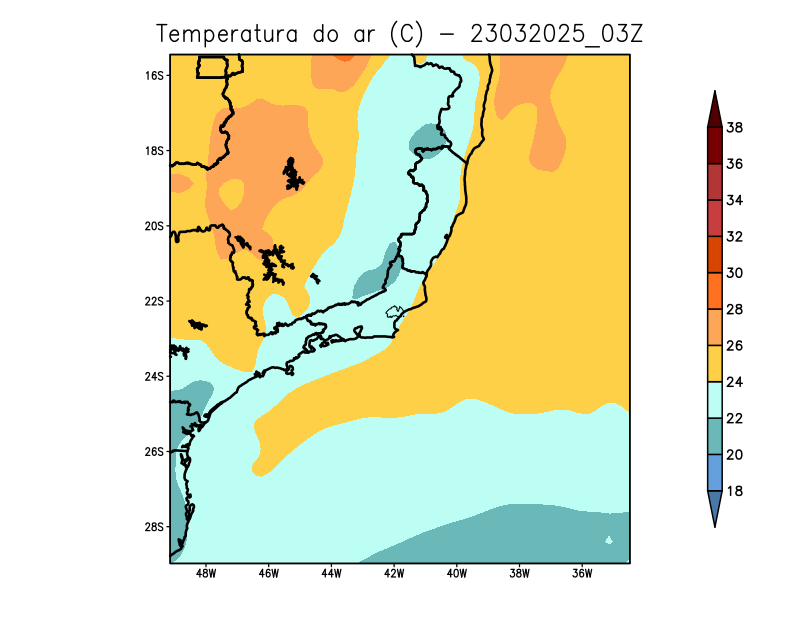 Temperatura do ar (C) – 23032025_03Z
16S
18S
20S
22S
24S
26S
28S
48W 46W 44W 42W 40W 38W 36W
38
36
34
32
30
28
26
24
22
20
18